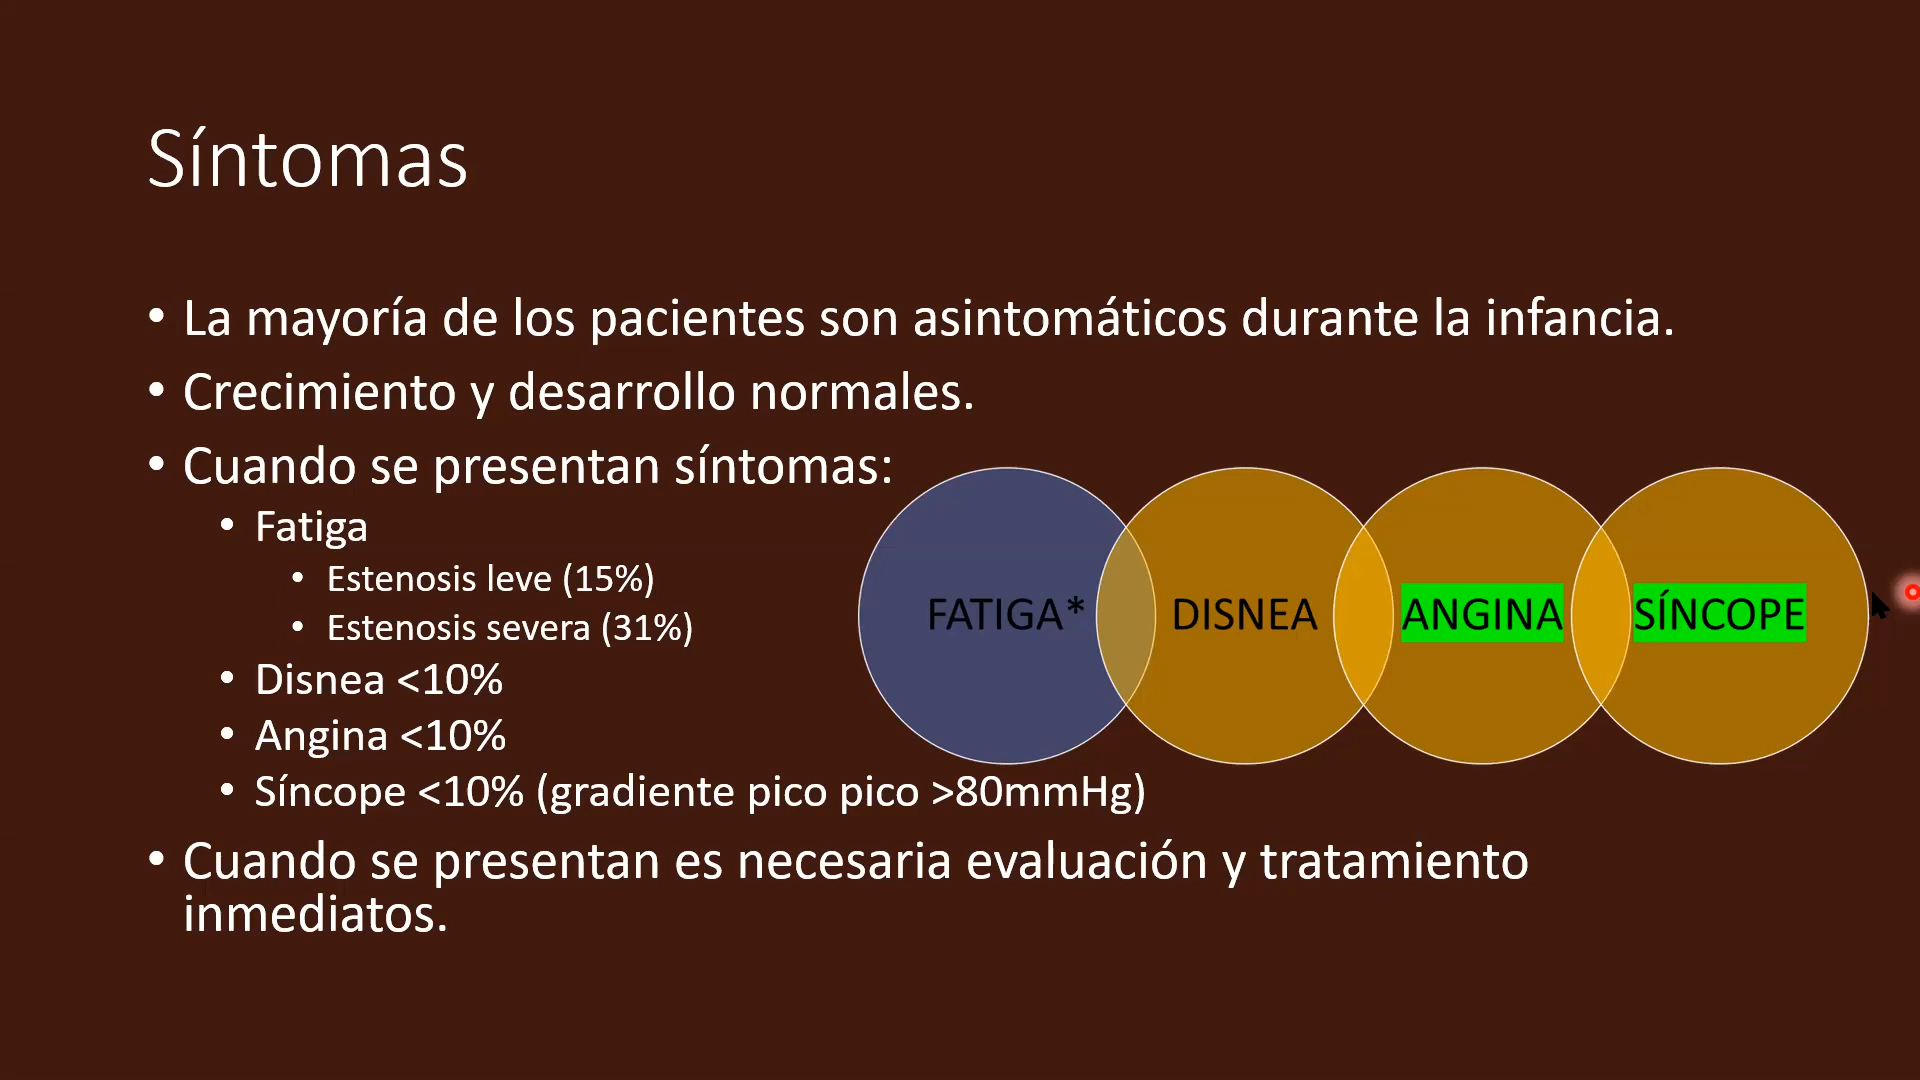 Síntomas
• La mayoría de los pacientes son asintomáticos durante la infancia.
• Crecimiento y desarrollo normales.
• Cuando se presentan síntomas:
• Fatiga
• Estenosis leve (15%)
• Estenosis severa (31%)
• Disnea <10%
• Angina <10%
• Síncope <10% (gradiente pico pico >80mmHg)
• Cuando se presentan es necesaria evaluación y tratamiento
inmediatos.
FATIGA*
DISNEA
ANGINA
SÍNCOPE